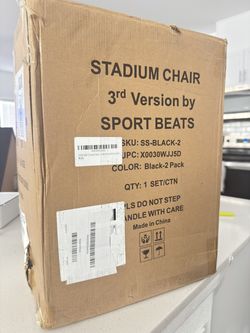 STADIUM CHAIR
3rd Version by
SPORT BEATS
SKU: SS-BLACK-2
UPC: X0030WJJ5D
COLOR: Black-2 Pack
QTY: 1 SET/CTN
PLS DO NOT STEP
HANDLE WITH CARE
Made in China